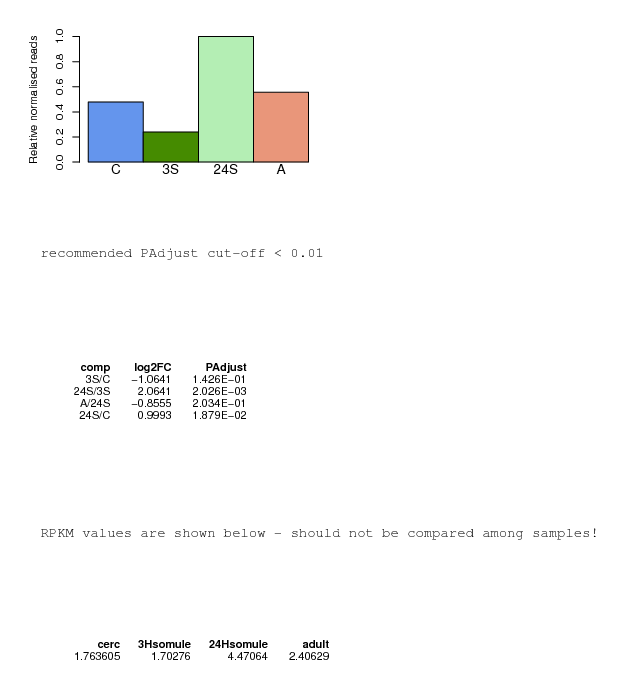 Relative normalised reads
1.0
0.8
0.6
0.4
0.2
0.0
C 3S 24S A
recommended PAdjust cut-off < 0.01
comp log2FC PAdjust
3S/C −1.0641 1.426E−01
24S/3S 2.0641 2.026E−03
A/24S −0.8555 2.034E−01
24S/C 0.9993 1.879E−02
RPKM values are shown below - should not be compared among samples!
cerc 3Hsomule 24Hsomule adult
1.763605 1.70276 4.47064 2.40629